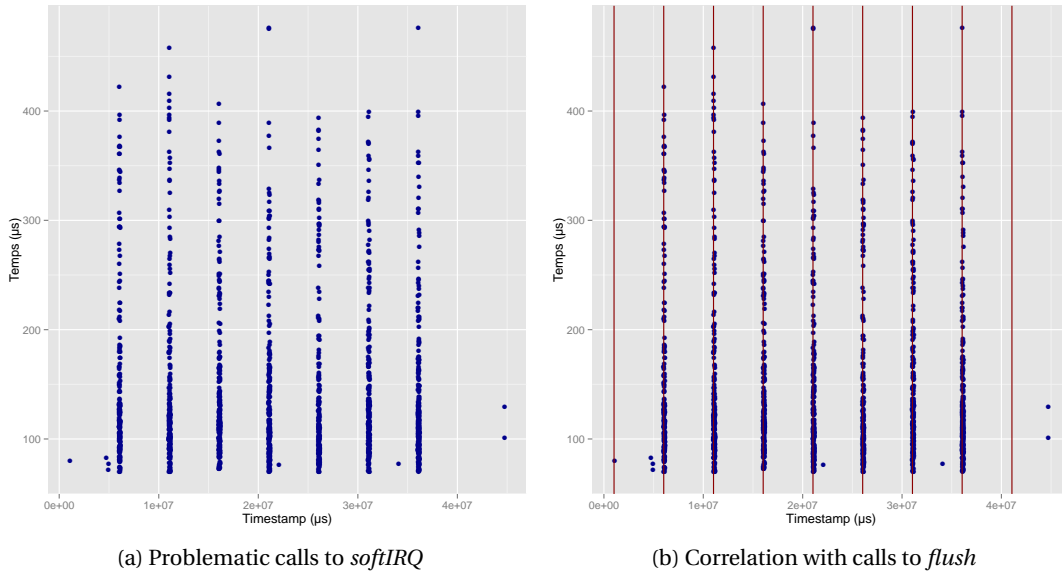 400
300
200
100
Temps (µs)
0e+00 1e+07 2e+07 3e+07 4e+07
Timestamp (µs)
(a) Problematic calls to softIRQ
400
300
200
100
Temps (µs)
0e+00 1e+07 2e+07 3e+07 4e+07
Timestamp (µs)
(b) Correlation with calls to flush